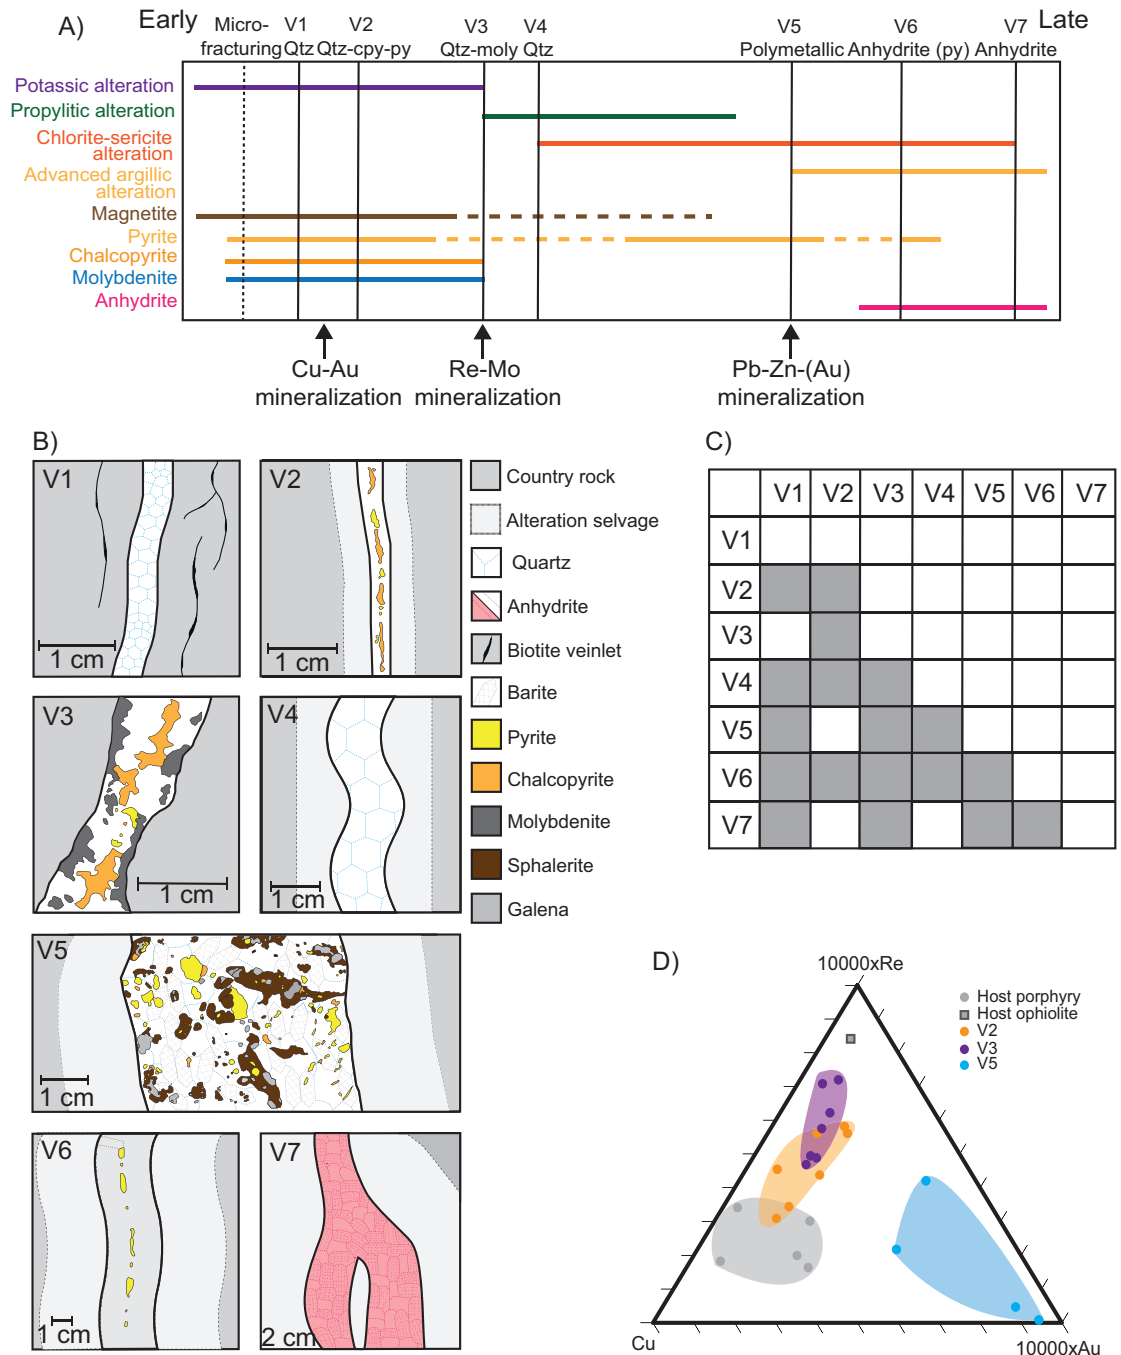 A)
Early
Late
Micro-
fracturing
V1
Qtz
V2
Qtz-cpy-py
V3
Qtz-moly
V4
Qtz
V5
Polymetallic
V6
Anhydrite (py)
V7
Anhydrite
Potassic alteration
Propylitic alteration
Chlorite-sericite
alteration
Advanced argillic
alteration
Magnetite
Pyrite
Chalcopyrite
Molybdenite
Anhydrite
Cu-Au
mineralization
Re-Mo
mineralization
Pb-Zn-(Au)
mineralization
B)
V1
1 cm
V2
1 cm
V3
1 cm
V4
1 cm
V5
1 cm
V6
1 cm
V7
2 cm
Country rock
Alteration selvage
Quartz
Anhydrite
Biotite veinlet
Barite
Pyrite
Chalcopyrite
Molybdenite
Sphalerite
Galena
C)
V1 V2 V3 V4 V5 V6 V7
V1
V2
V3
V4
V5
V6
V7
D)
10000xRe
Host porphyry
Host ophiolite
V2
V3
V5
Cu
10000xAu